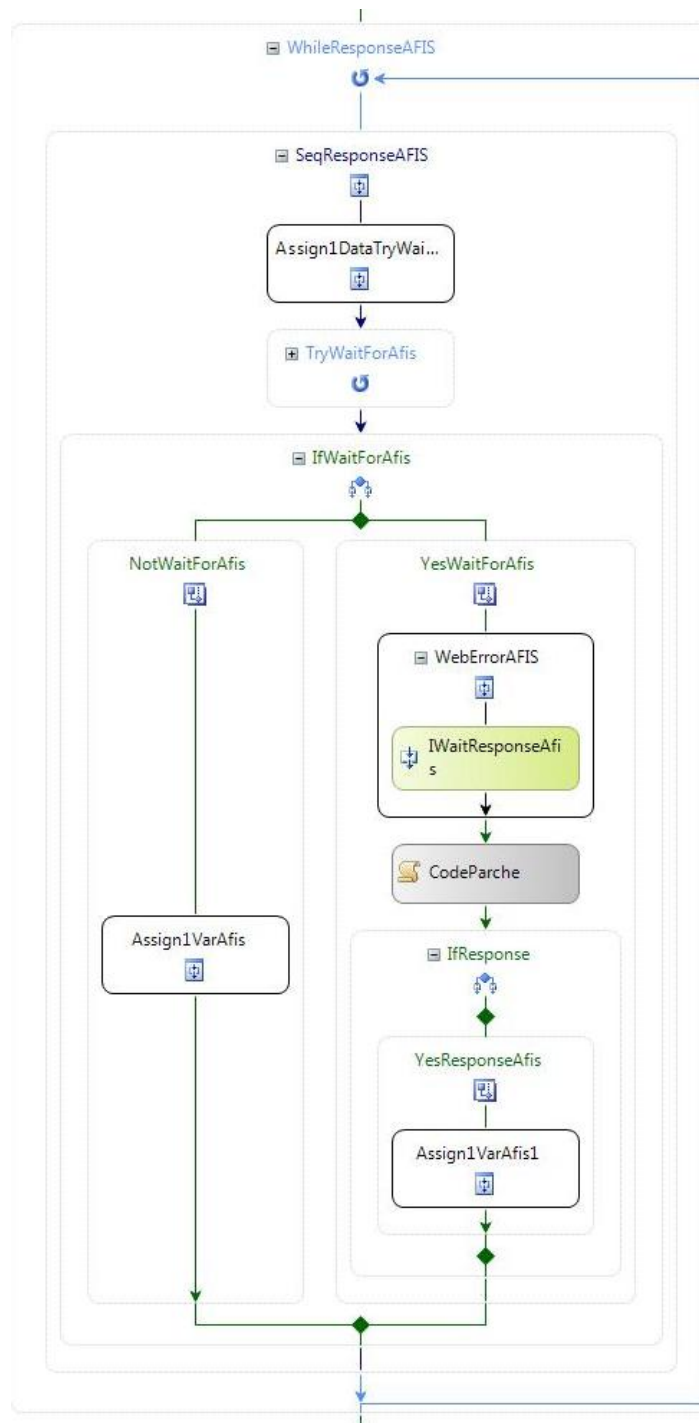 WhileResponseAFIS
SeqResponseAFIS
Assign1DataTryWai...
TryWaitForAfis
IfWaitForAfis
NotWaitForAfis
YesWaitForAfis
WebErrorAFIS
IWaitResponseAfi
s
CodeParche
Assign1VarAfis
IfResponse
YesResponseAfis
Assign1VarAfis1